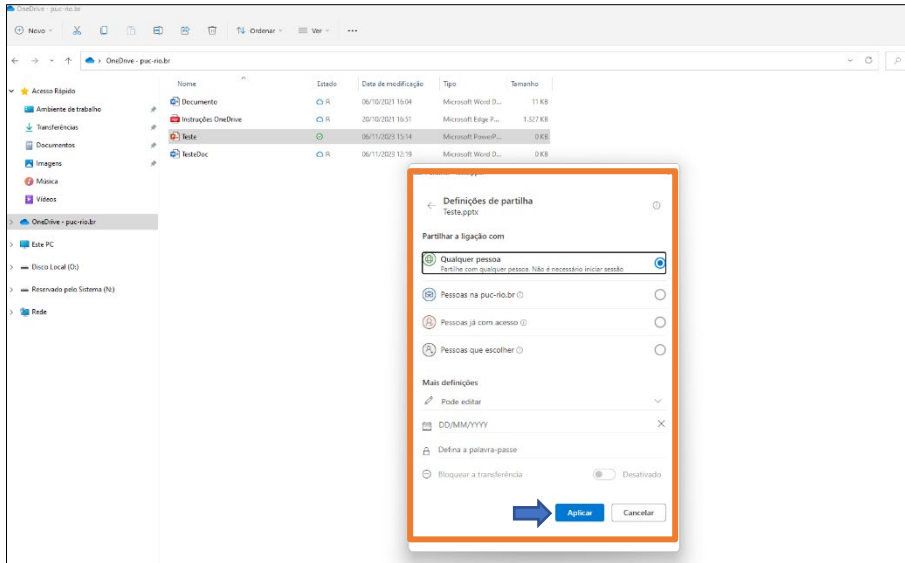 OneDrive - puc-rio.br
Novo
Ordenar
Ver
OneDrive - puc-rio.br
Nome
Estado
Data de modificação
Tipo
Tamanho
Acesso Rápido
Ambiente de trabalho
Transferências
Documentos
Imagens
Música
Vídeos
OneDrive - puc-rio.br
Este PC
Disco Local (D:)
Reservado pelo Sistema (N:)
Rede
Documento
06/10/2021 16:04
Microsoft Word D...
11 KB
Instruções OneDrive
20/10/2021 16:51
Microsoft Edge P...
1.327 KB
Teste
06/11/2023 15:14
Microsoft PowerP...
0 KB
TesteDoc
06/11/2023 12:19
Microsoft Word D...
0 KB
Definições de partilha
Teste.pptx
Partilhar a ligação com
Qualquer pessoa
Partilhe com qualquer pessoa. Não é necessário iniciar sessão
Pessoas na puc-rio.br
Pessoas já com acesso
Pessoas que escolher
Mais definições
Pode editar
DD/MM/YYYY
Defina a palavra-passe
Bloquear a transferência
Desativado
Aplicar
Cancelar